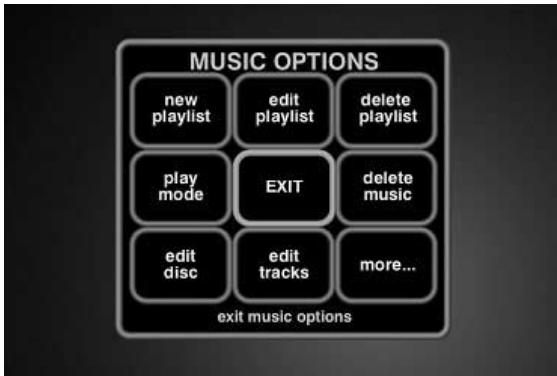 MUSIC OPTIONS
new playlist
edit playlist
delete playlist
play mode
EXIT
delete music
edit disc
edit tracks
more...
exit music options